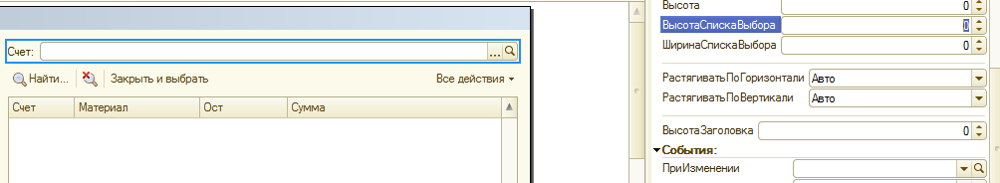 Счет: ...
Найти... Закрыть и выбрать Все действия
Счет Материал Ост Сумма
Высота 0
ВысотаСпискаВыбора 0
ШиринаСпискаВыбора 0
РастягиватьПоГоризонтали Авто
РастягиватьПоВертикали Авто
ВысотаЗаголовка 0
События:
ПриИзменении